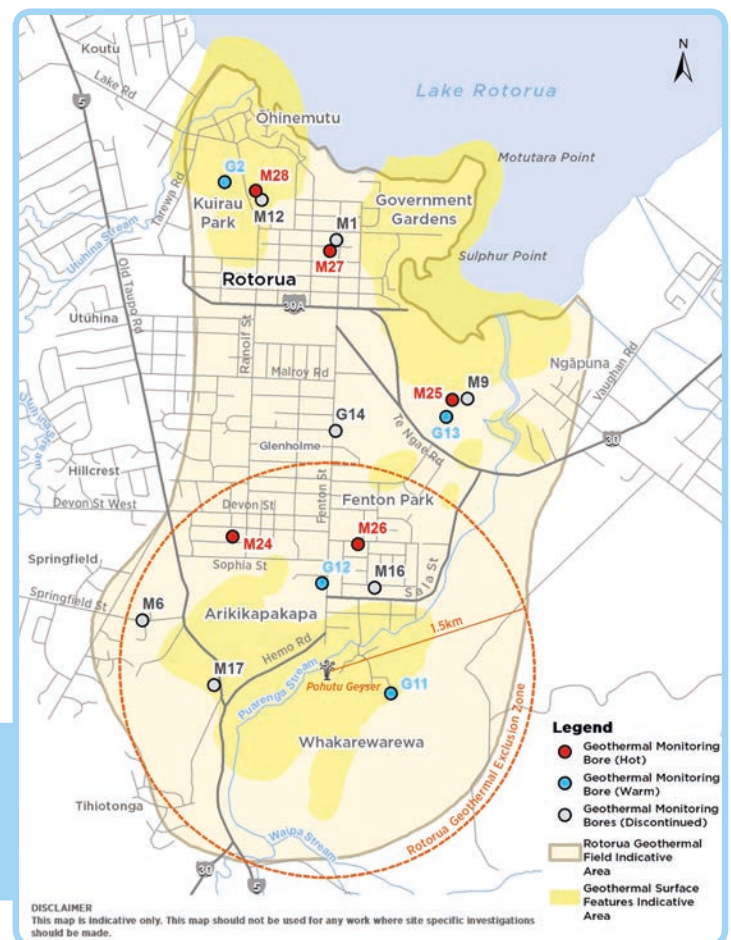 Koutu
Lake Rd
5
N
Lake Rotorua
Ōhinemutu
Motutara Point
G2
M28
Kuirau
Park
M12
Government
Gardens
Tarewa Rd
M1
M27
Sulphur Point
Utuhina Stream
Old Taupo Rd
Rotorua
30A
Utūhina
Ranolf St
Ngāpuna
Vaughan Rd
Malroy Rd
M25
M9
G14
G13
Te Ngae Rd
30
Utuhina Stream
Glenholme
Hillcrest
Devon St West
Fenton St
Fenton Park
Devon St
M24
M26
Springfield
Sophia St
G12
M16
Sala St
Springfield St
M6
Arikikapakapa
1.5km
Hemo Rd
M17
Puarenga Stream
Pohutu Geyser
G11
Whakarewarewa
Rotorua Geothermal Exclusion Zone
Tihiotonga
Waipa Stream
30
5
Legend
Geothermal Monitoring
Bore (Hot)
Geothermal Monitoring
Bore (Warm)
Geothermal Monitoring
Bores (Discontinued)
Rotorua Geothermal
Field Indicative
Area
Geothermal Surface
Features Indicative
Area
DISCLAIMER
This map is indicative only. This map should not be used for any work where site specific investigations
should be made.